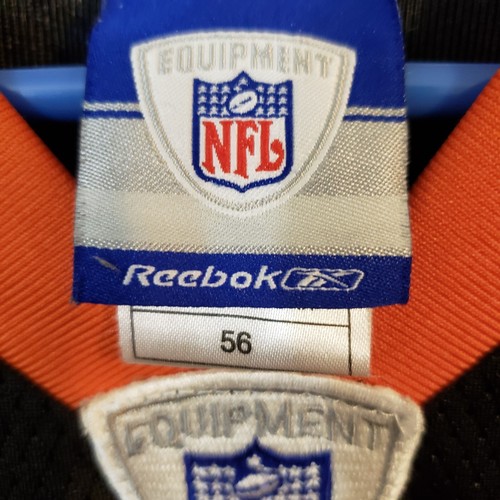 EQUIPMENT
NFL
Reebok
56
EQUIPMENT